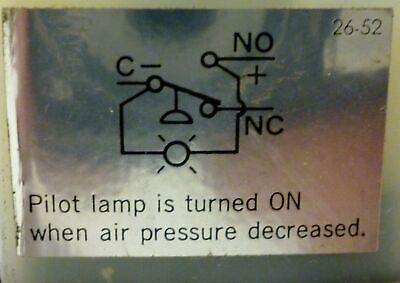 26-52
NO
C −
+
NC
Pilot lamp is turned ON
when air pressure decreased.